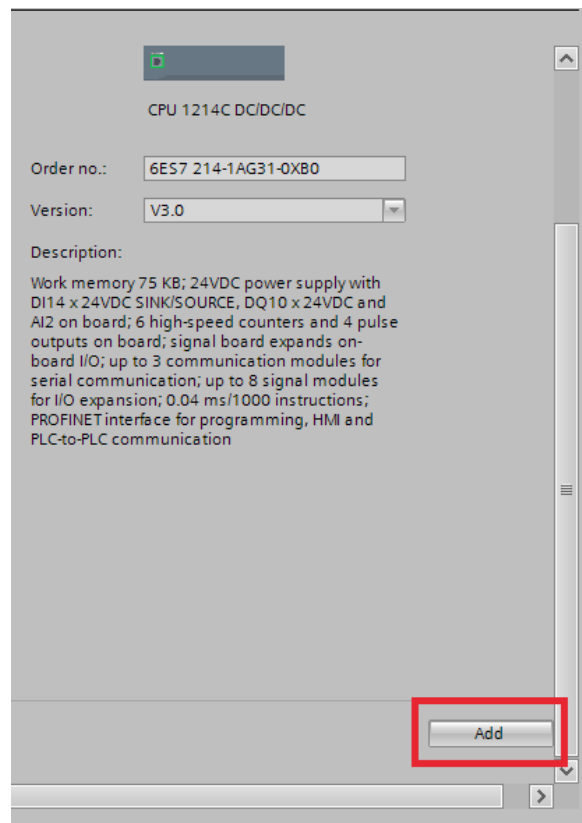 CPU 1214C DC/DC/DC
Order no.: 6ES7 214-1AG31-0XB0
Version: V3.0
Description:
Work memory 75 KB; 24VDC power supply with
DI14 x 24VDC SINK/SOURCE, DQ10 x 24VDC and
AI2 on board; 6 high-speed counters and 4 pulse
outputs on board; signal board expands on-
board I/O; up to 3 communication modules for
serial communication; up to 8 signal modules
for I/O expansion; 0.04 ms/1000 instructions;
PROFINET interface for programming, HMI and
PLC-to-PLC communication
Add